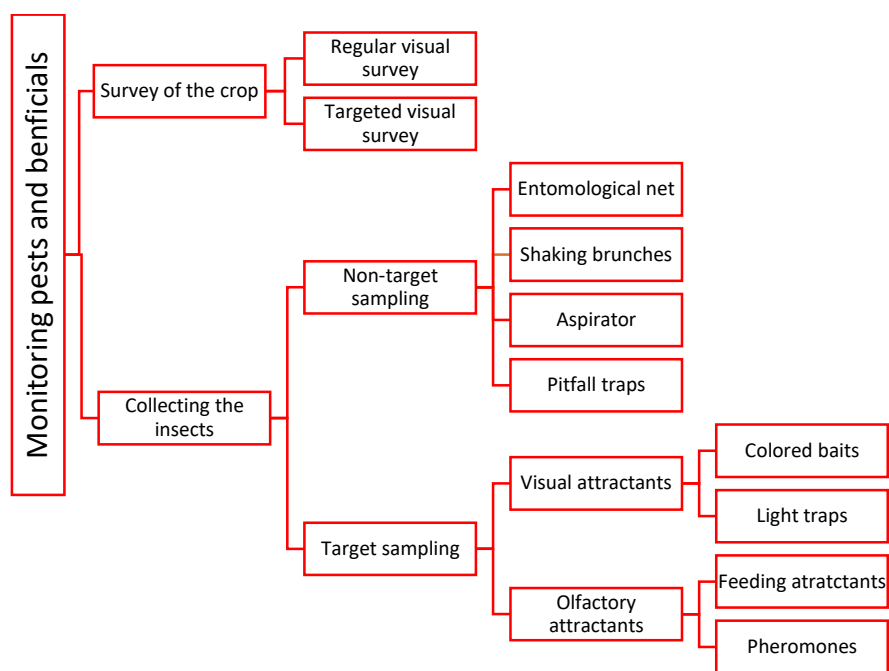 Monitoring pests and benficials
Survey of the crop
Regular visual
survey
Targeted visual
survey
Collecting the
insects
Non-target
sampling
Entomological net
Shaking brunches
Aspirator
Pitfall traps
Target sampling
Visual attractants
Colored baits
Light traps
Olfactory
attractants
Feeding atratctants
Pheromones